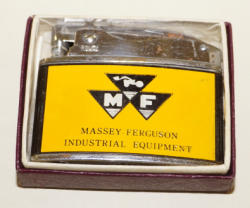 M F
MASSEY-FERGUSON
INDUSTRIAL EQUIPMENT